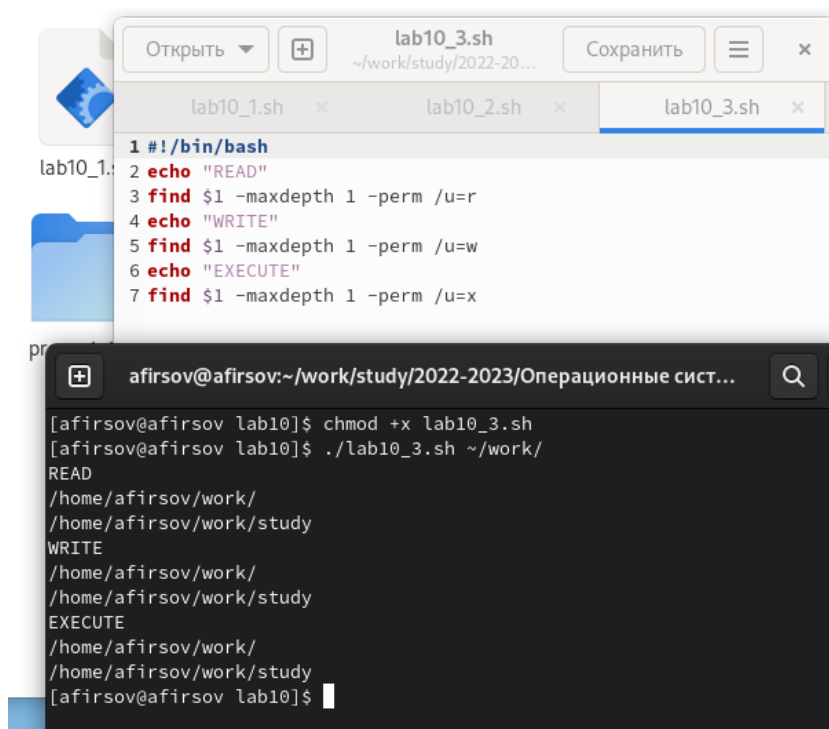 Открыть
lab10_3.sh
~/work/study/2022-20...
Сохранить
lab10_1.sh ×
lab10_2.sh ×
lab10_3.sh ×
lab10_1.s
1 #!/bin/bash
2 echo "READ"
3 find $1 -maxdepth 1 -perm /u=r
4 echo "WRITE"
5 find $1 -maxdepth 1 -perm /u=w
6 echo "EXECUTE"
7 find $1 -maxdepth 1 -perm /u=x
afirsov@afirsov:~/work/study/2022-2023/Операционные сист...
[afirsov@afirsov lab10]$ chmod +x lab10_3.sh
[afirsov@afirsov lab10]$ ./lab10_3.sh ~/work/
READ
/home/afirsov/work/
/home/afirsov/work/study
WRITE
/home/afirsov/work/
/home/afirsov/work/study
EXECUTE
/home/afirsov/work/
/home/afirsov/work/study
[afirsov@afirsov lab10]$